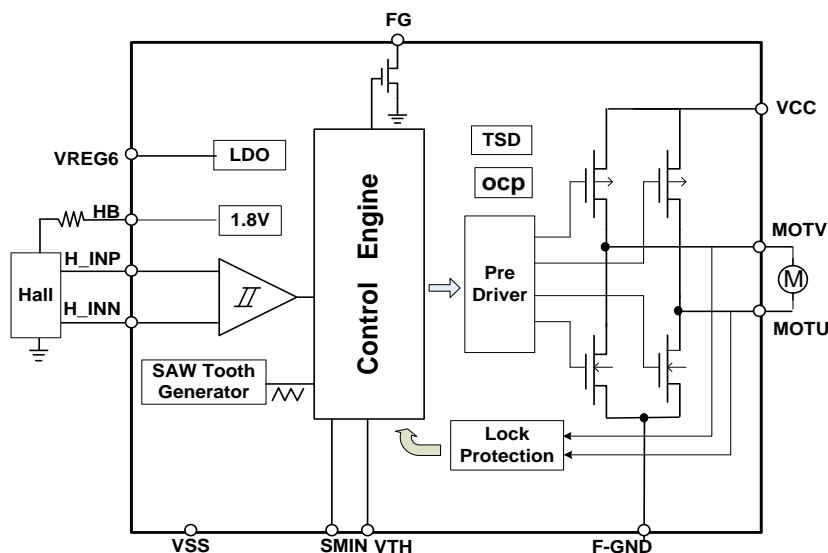 FG
VCC
TSD
VREG6
LDO
ocp
HB
1.8V
Control Engine
MOTV
H_INP
Hall
Pre
Driver
M
H_INN
MOTU
SAW Tooth
Generator
Lock
Protection
VSS
SMIN
VTH
F-GND